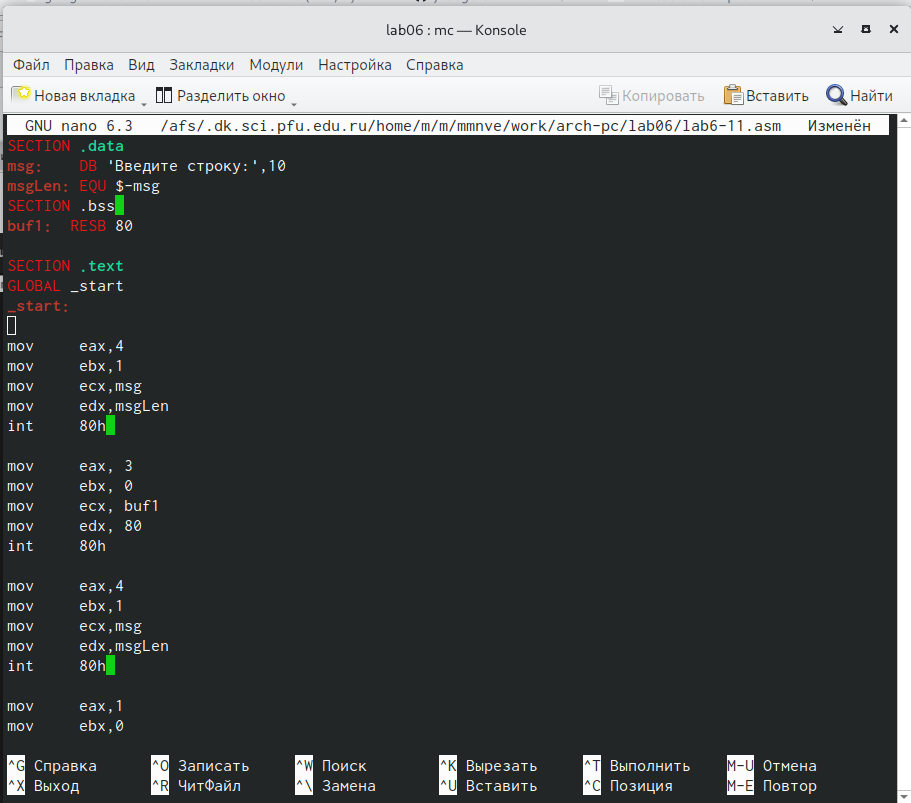 lab06 : mc — Konsole
Файл Правка Вид Закладки Модули Настройка Справка
Новая вкладка Разделить окно Копировать Вставить Найти
GNU nano 6.3 /afs/.dk.sci.pfu.edu.ru/home/m/m/mmnve/work/arch-pc/lab06/lab6-11.asm Изменён
SECTION .data
msg: DB 'Введите строку:',10
msgLen: EQU $-msg
SECTION .bss
buf1: RESB 80
SECTION .text
GLOBAL _start
_start:
mov eax,4
mov ebx,1
mov ecx,msg
mov edx,msgLen
int 80h
mov eax, 3
mov ebx, 0
mov ecx, buf1
mov edx, 80
int 80h
mov eax,4
mov ebx,1
mov ecx,msg
mov edx,msgLen
int 80h
mov eax,1
mov ebx,0
^G Справка ^O Записать ^W Поиск ^K Вырезать ^T Выполнить M-U Отмена
^X Выход ^R ЧитФайл ^\ Замена ^U Вставить ^C Позиция M-E Повтор